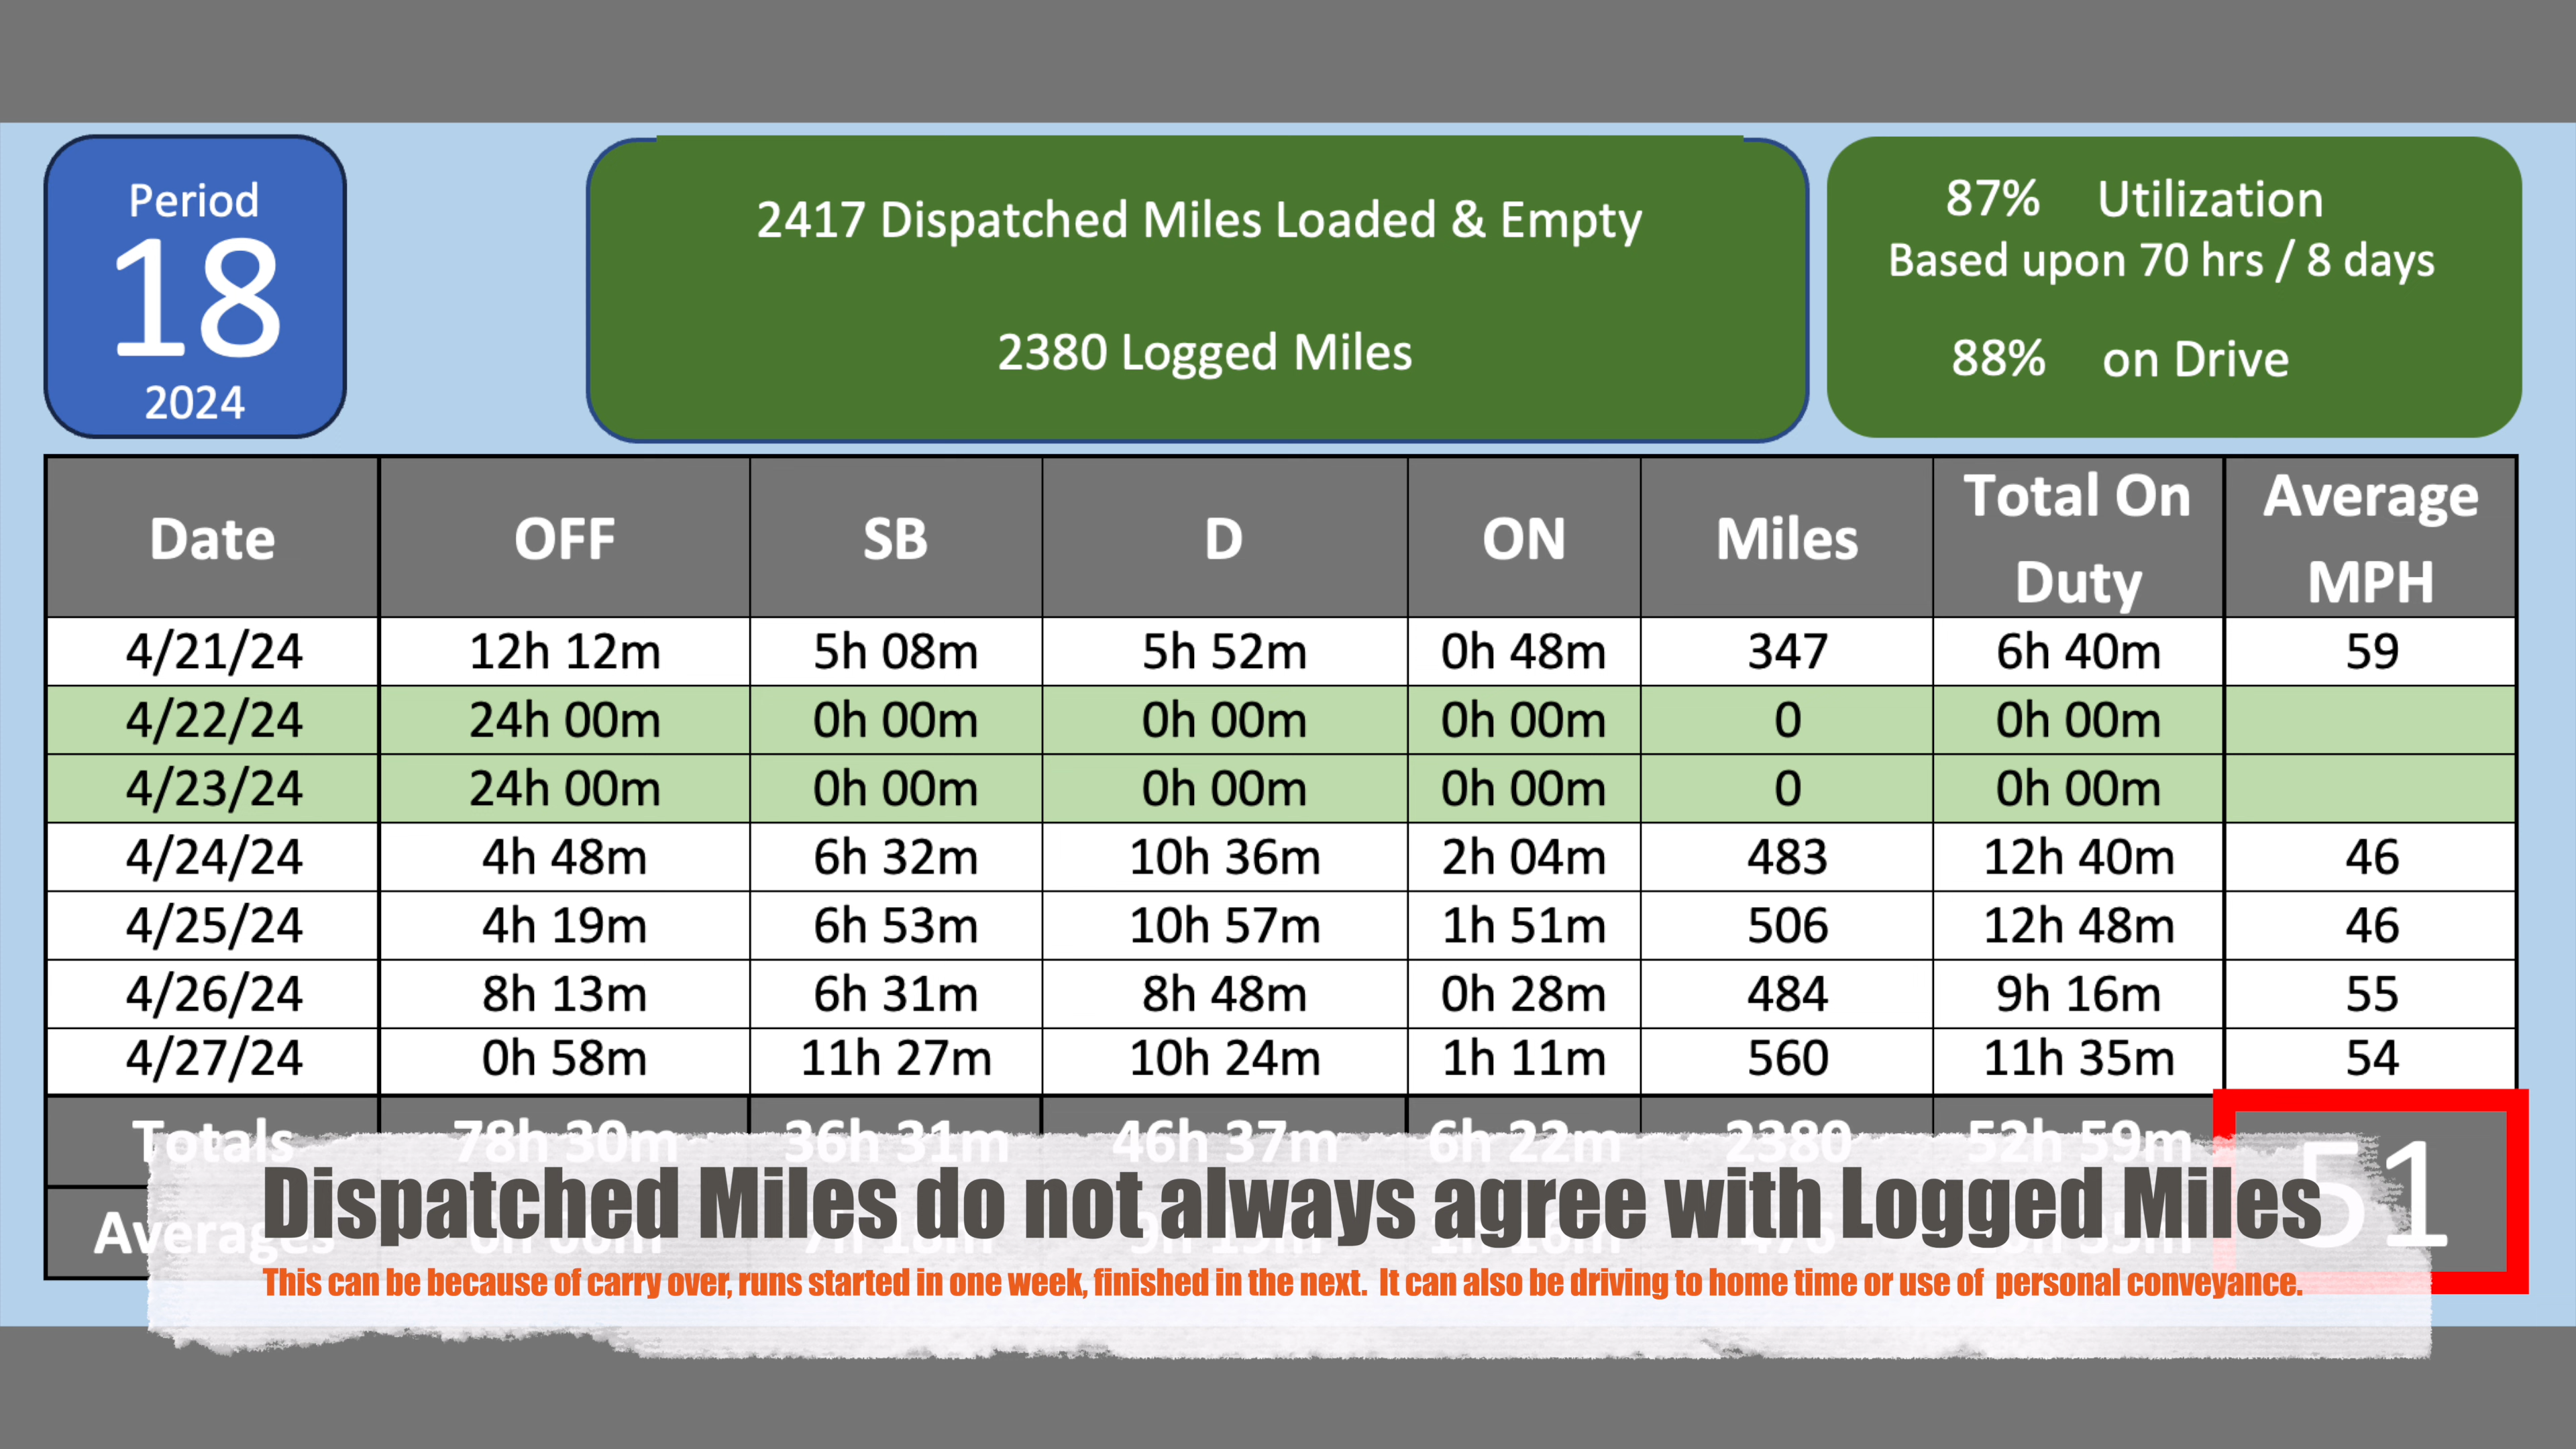 Period
18
2024
2417 Dispatched Miles Loaded & Empty
2380 Logged Miles
87% Utilization
Based upon 70 hrs / 8 days
88% on Drive
Date OFF SB D ON Miles Total On Duty Average MPH
4/21/24 12h 12m 5h 08m 5h 52m 0h 48m 347 6h 40m 59
4/22/24 24h 00m 0h 00m 0h 00m 0h 00m 0 0h 00m
4/23/24 24h 00m 0h 00m 0h 00m 0h 00m 0 0h 00m
4/24/24 4h 48m 6h 32m 10h 36m 2h 04m 483 12h 40m 46
4/25/24 4h 19m 6h 53m 10h 57m 1h 51m 506 12h 48m 46
4/26/24 8h 13m 6h 31m 8h 48m 0h 28m 484 9h 16m 55
4/27/24 0h 58m 11h 27m 10h 24m 1h 11m 560 11h 35m 54
Totals 78h 30m 36h 31m 46h 37m 6h 22m 2380 52h 59m 51
Averages
Dispatched Miles do not always agree with Logged Miles
This can be because of carry over, runs started in one week, finished in the next. It can also be driving to home time or use of personal conveyance.